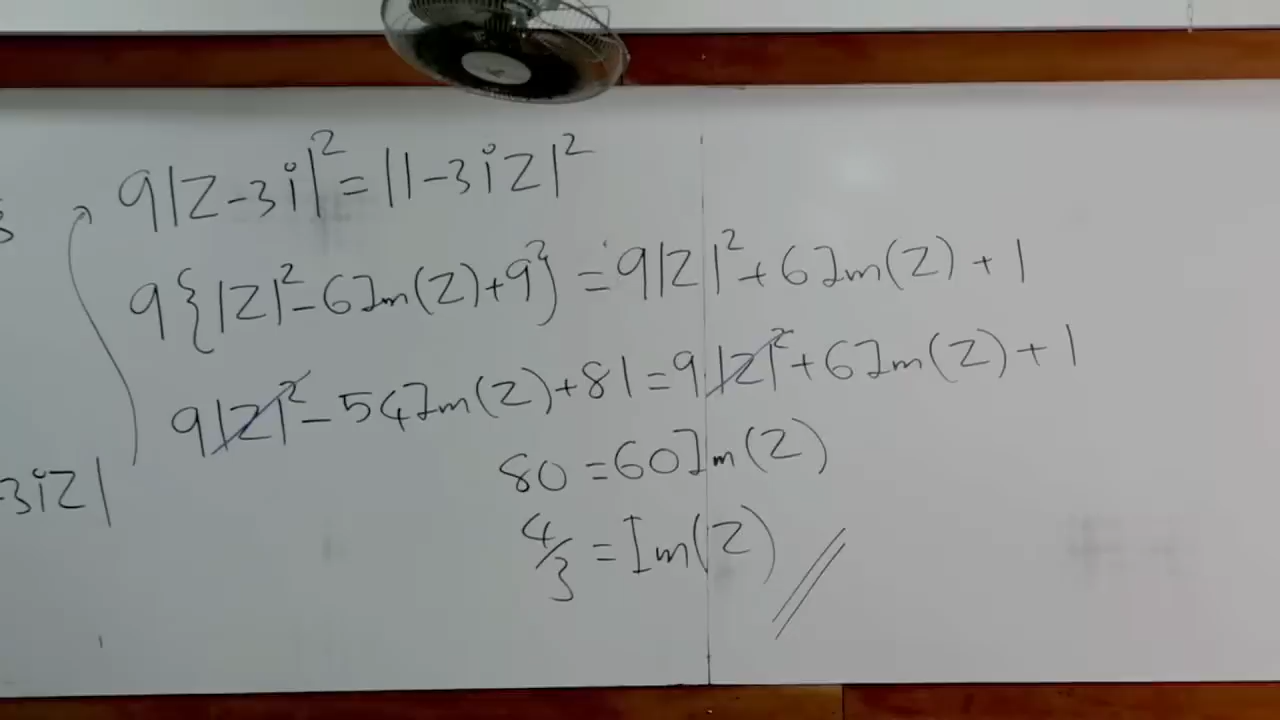 9|Z-3i|²=|1-3iZ|²
9{|Z|²-6Im(Z)+9²}=9|Z|²+6Im(Z)+1
9|Z|²-54Im(Z)+81=9|Z|²+6Im(Z)+1
80=60Im(Z)
-3iZ|
4/3=Im(Z)